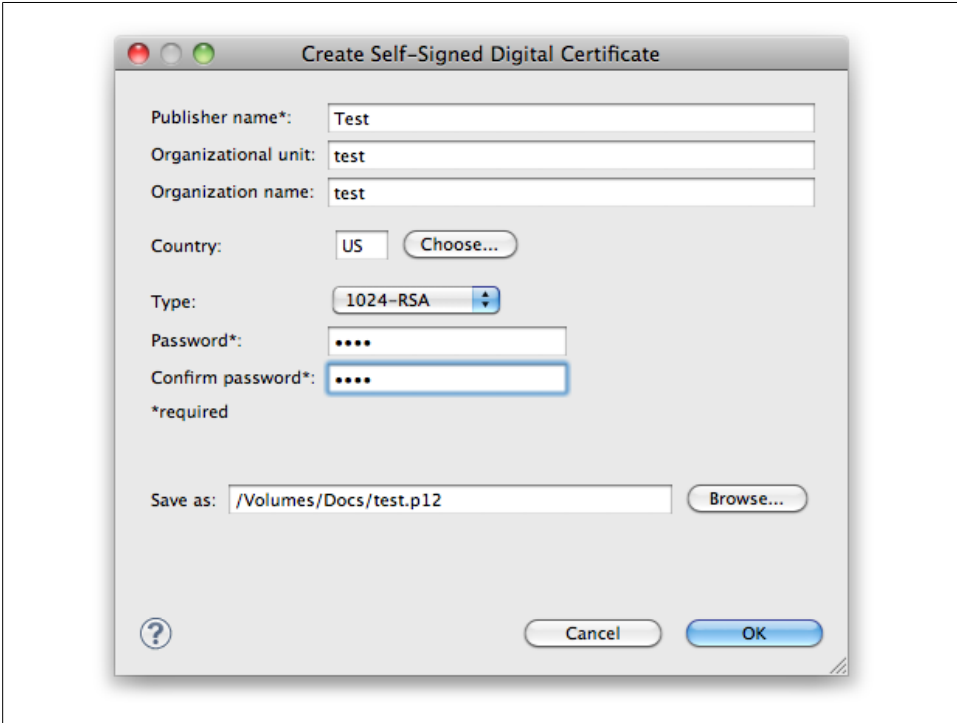 Create Self-Signed Digital Certificate
Publisher name*: Test
Organizational unit: test
Organization name: test
Country: US Choose...
Type: 1024-RSA
Password*: ••••
Confirm password*: ••••
*required
Save as: /Volumes/Docs/test.p12 Browse...
? Cancel OK